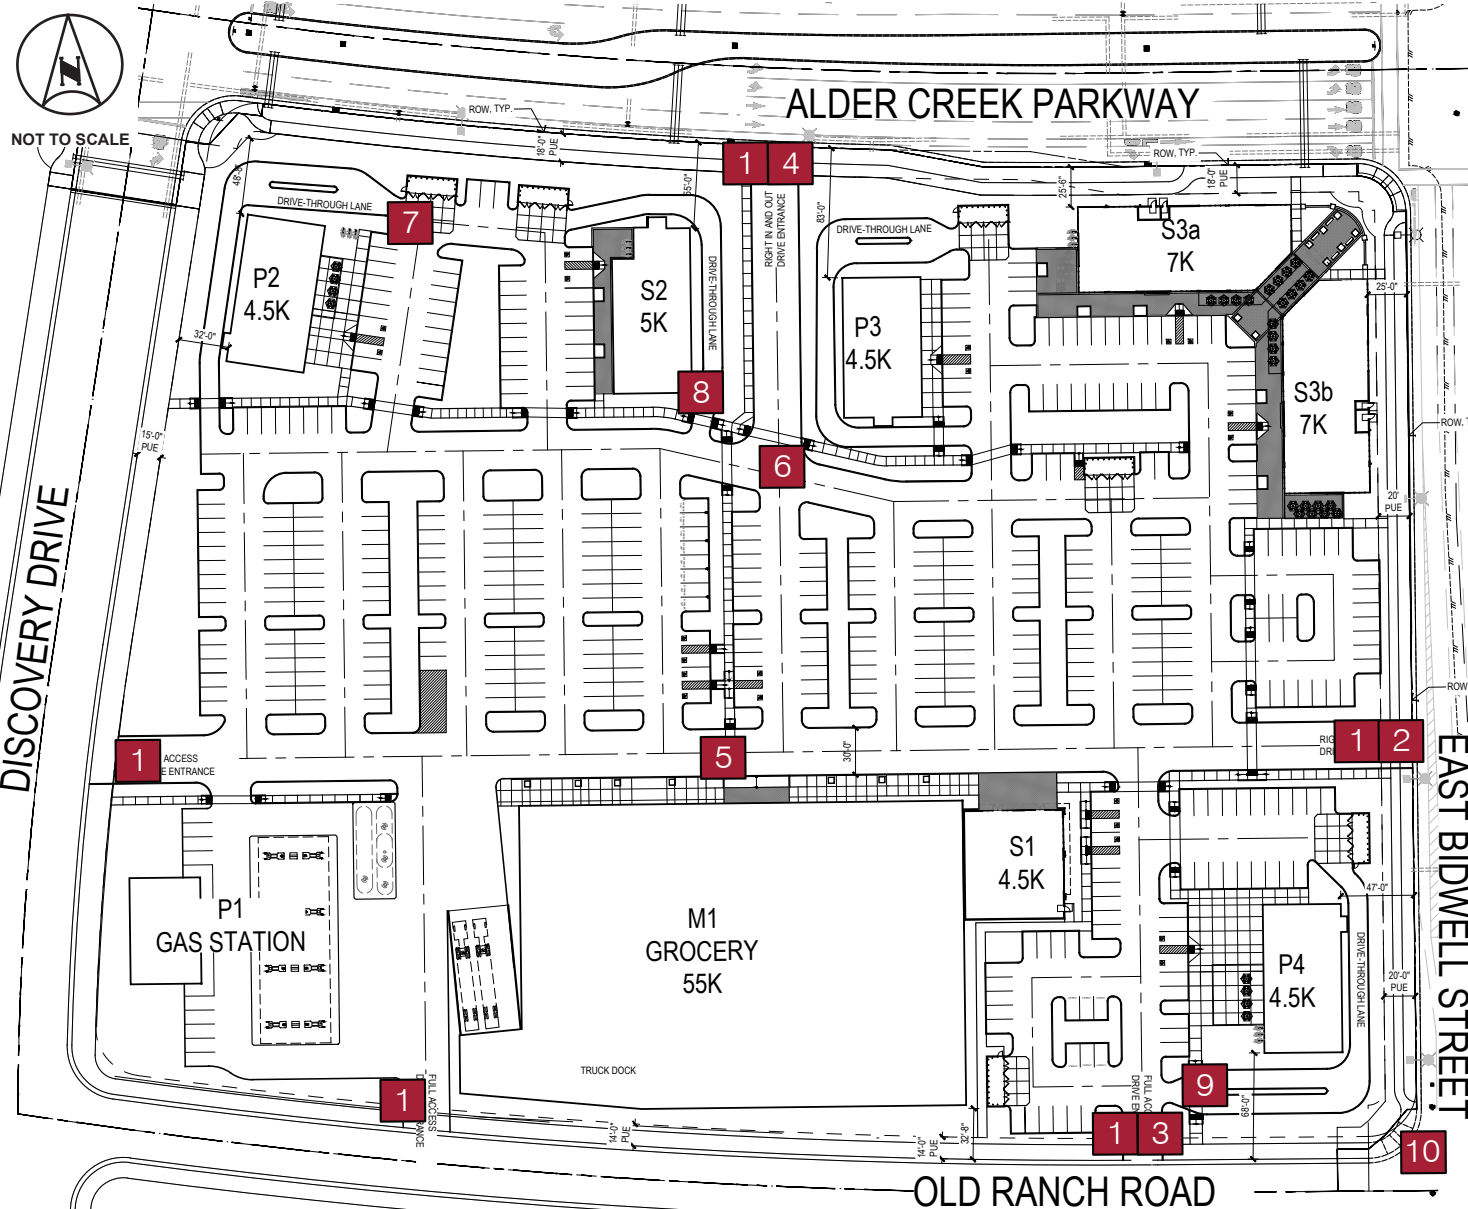 N
NOT TO SCALE
ALDER CREEK PARKWAY
ROW, TYP.
18'-0"
PUE
ROW, TYP.
18'-0"
PUE
1
4
55'-0"
83'-0"
25'-6"
DRIVE-THROUGH LANE
7
P2
4.5K
32'-0"
S2
5K
DRIVE-THROUGH LANE
RIGHT IN AND OUT
DRIVE ENTRANCE
DRIVE-THROUGH LANE
P3
4.5K
S3a
7K
25'-0"
S3b
7K
20'
PUE
8
6
15'-0"
PUE
DISCOVERY DRIVE
1
ACCESS
ENTRANCE
5
30'-0"
1
2
ROW
EAST BIDWELL STREET
P1
GAS STATION
M1
GROCERY
55K
S1
4.5K
47'-0"
P4
4.5K
DRIVE-THROUGH LANE
20'-0"
PUE
TRUCK DOCK
1
FULL ACCESS
14'-0"
PUE
14'-0"
PUE
32'-8"
9
68'-0"
1
3
10
OLD RANCH ROAD